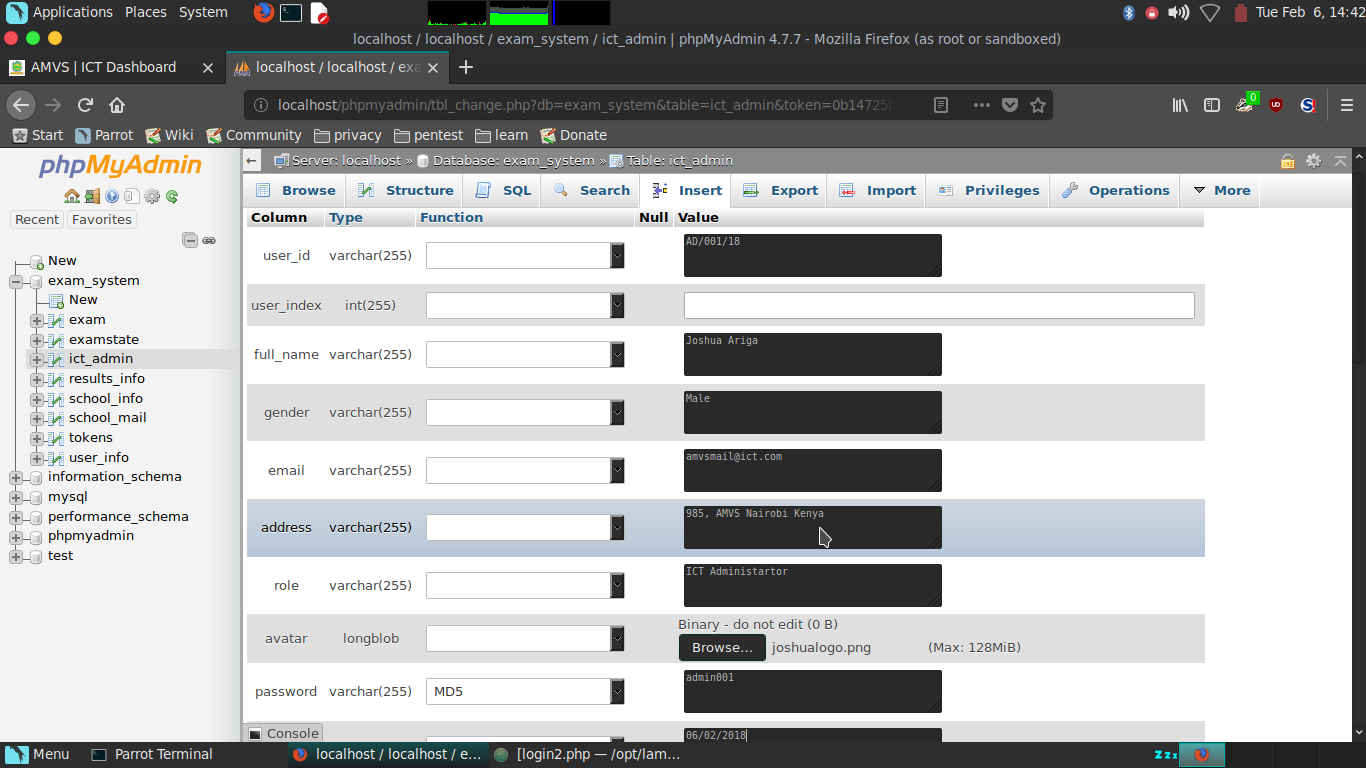 Applications Places System Tue Feb 6, 14:42
localhost / localhost / exam_system / ict_admin | phpMyAdmin 4.7.7 - Mozilla Firefox (as root or sandboxed)
AMVS | ICT Dashboard localhost / localhost / exa
localhost/phpmyadmin/tbl_change.php?db=exam_system&table=ict_admin&token=0b14725b 0
Start Parrot Wiki Community privacy pentest learn Donate
phpMyAdmin
Recent Favorites
New
exam_system
New
exam
examstate
ict_admin
results_info
school_info
school_mail
tokens
user_info
information_schema
mysql
performance_schema
phpmyadmin
test
Server: localhost » Database: exam_system » Table: ict_admin
Browse Structure SQL Search Insert Export Import Privileges Operations More
Column Type Function Null Value
user_id varchar(255) AD/001/18
user_index int(255)
full_name varchar(255) Joshua Ariga
gender varchar(255) Male
email varchar(255) amvsmail@ict.com
address varchar(255) 985, AMVS Nairobi Kenya
role varchar(255) ICT Administartor
avatar longblob Binary - do not edit (0 B)
Browse... joshualogo.png (Max: 128MiB)
password varchar(255) MD5 admin001
06/02/2018
Console
Menu Parrot Terminal localhost / localhost / e... [login2.php — /opt/lam...